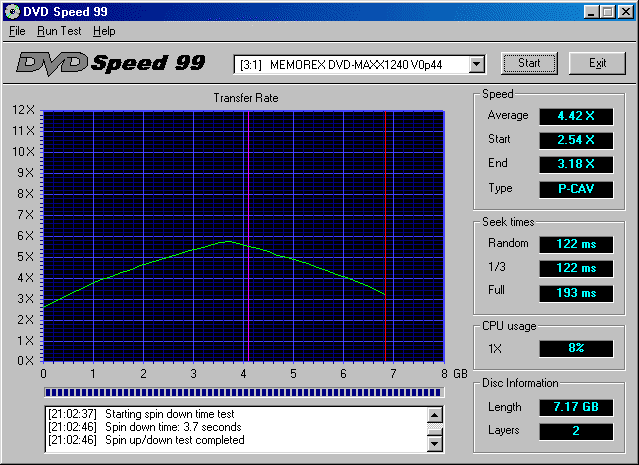 DVD Speed 99
File Run Test Help
DVD Speed 99
[3:1] MEMOREX DVD-MAXX1240 V0p44
Start
Exit
Transfer Rate
12X
11X
10X
9X
8X
7X
6X
5X
4X
3X
2X
1X
0X
0 1 2 3 4 5 6 7 8 GB
[21:02:37] Starting spin down time test
[21:02:46] Spin down time: 3.7 seconds
[21:02:46] Spin up/down test completed
Speed
Average 4.42 X
Start 2.54 X
End 3.18 X
Type P-CAV
Seek times
Random 122 ms
1/3 122 ms
Full 193 ms
CPU usage
1X 8%
Disc Information
Length 7.17 GB
Layers 2